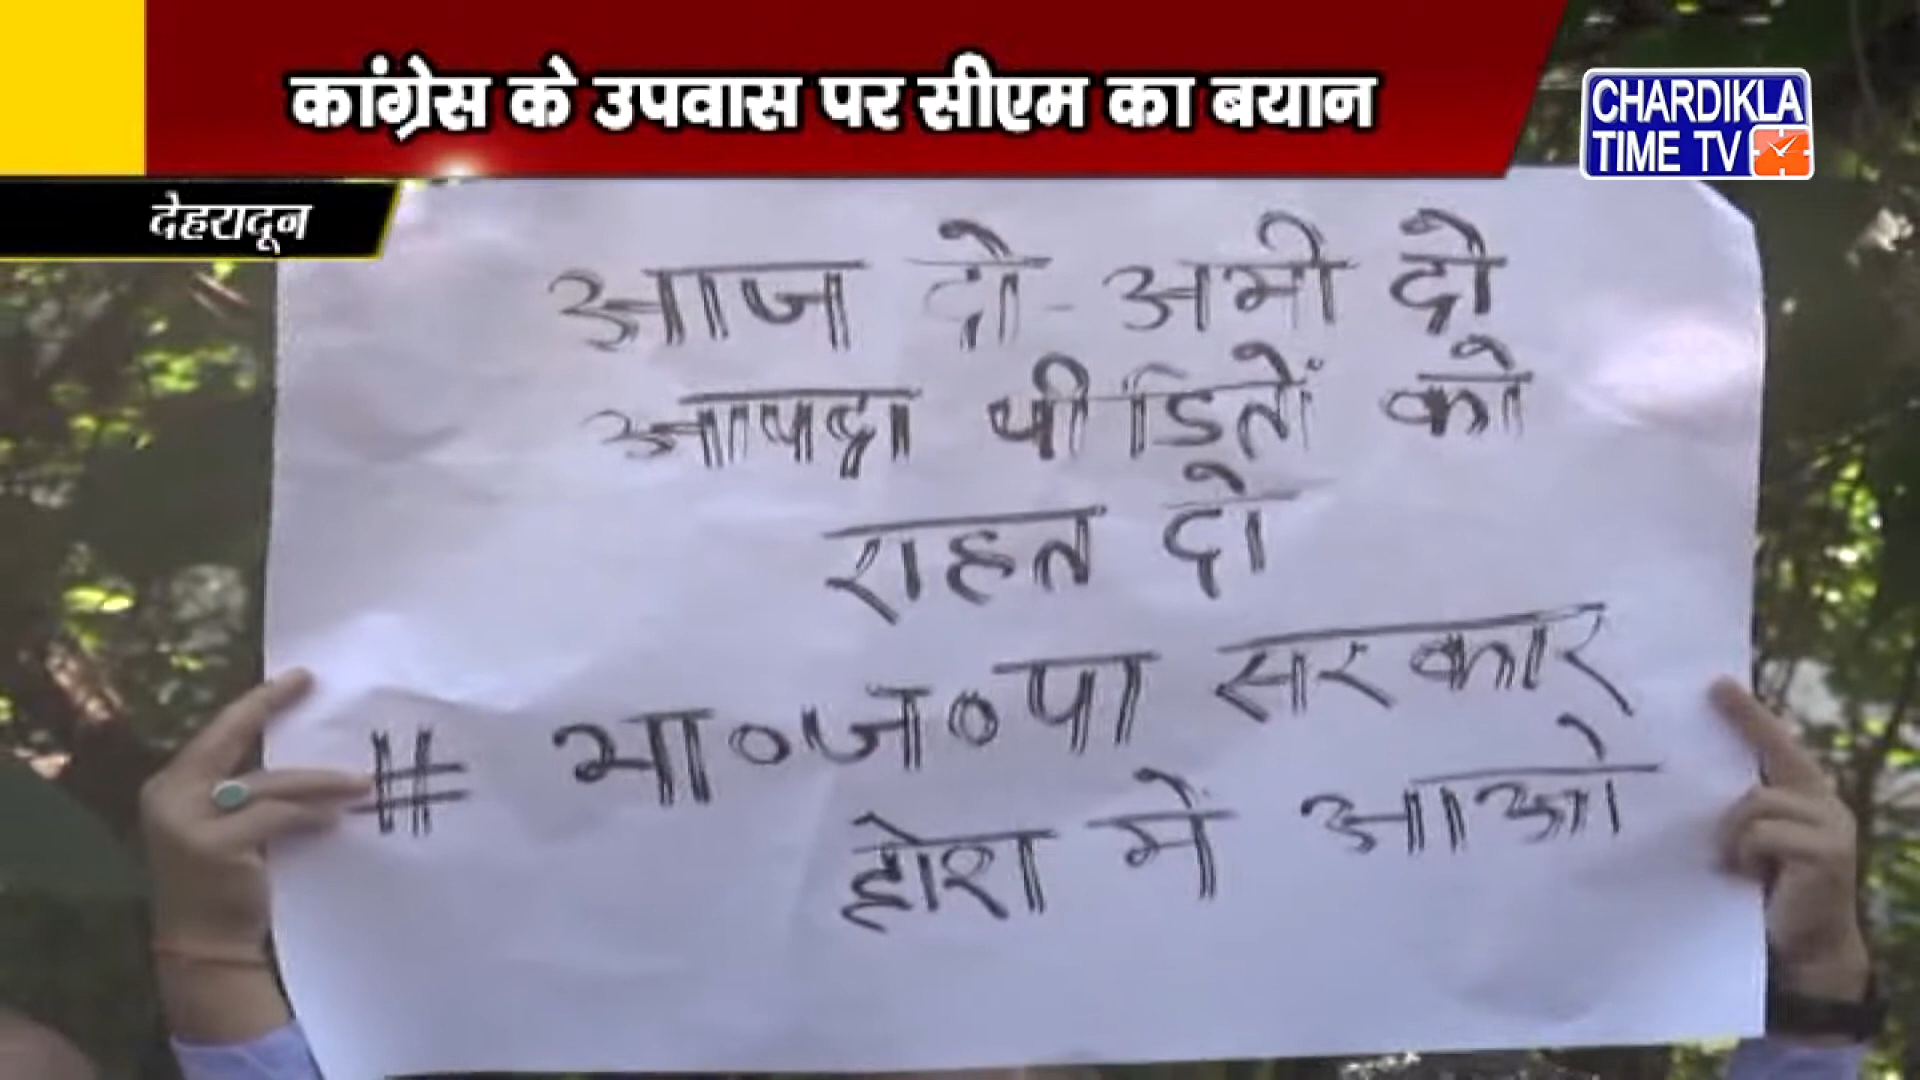 कांग्रेस के उपवास पर सीएम का बयान
CHARDIKLA
TIME TV
देहरादून
आज दो - अभी दो
आपदा पीडितों को
राहत दो
# भा०ज०पा सरकार
होश में आओ